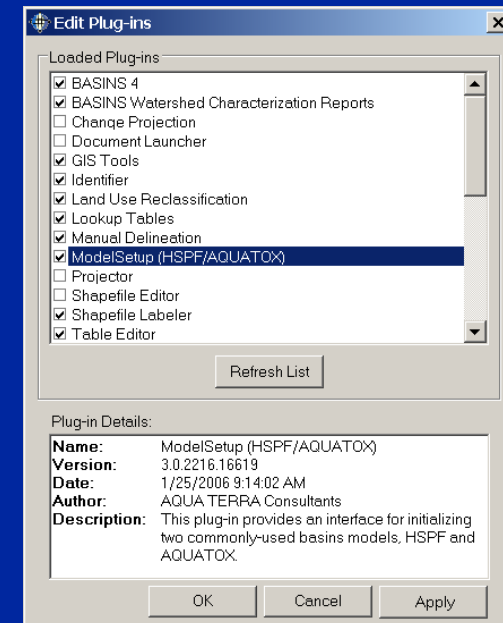 Edit Plug-ins
Loaded Plug-ins
BASINS 4
BASINS Watershed Characterization Reports
Change Projection
Document Launcher
GIS Tools
Identifier
Land Use Reclassification
Lookup Tables
Manual Delineation
ModelSetup (HSPF/AQUATOX)
Projector
Shapefile Editor
Shapefile Labeler
Table Editor
Refresh List
Plug-in Details:
Name: ModelSetup (HSPF/AQUATOX)
Version: 3.0.2216.16619
Date: 1/25/2006 9:14:02 AM
Author: AQUA TERRA Consultants
Description: This plug-in provides an interface for initializing
two commonly-used basins models, HSPF and
AQUATOX.
OK Cancel Apply